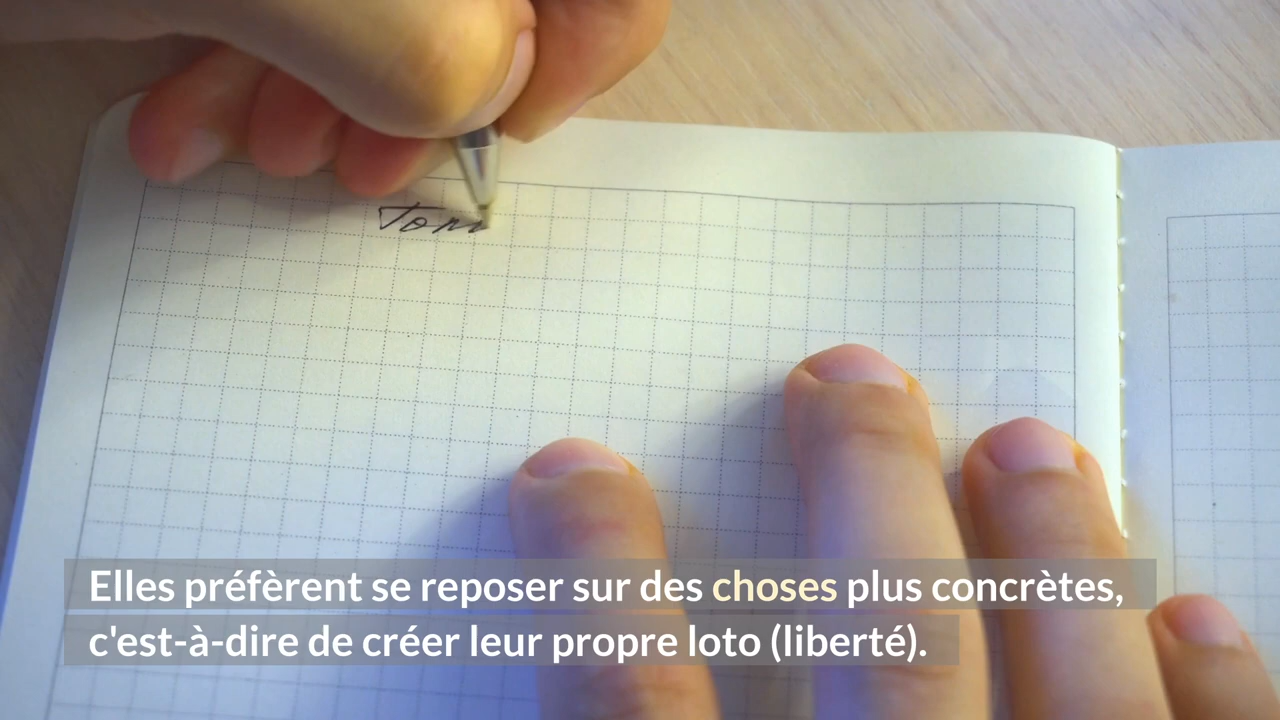 Elles préfèrent se reposer sur des choses plus concrètes,
c'est-à-dire de créer leur propre loto (liberté).